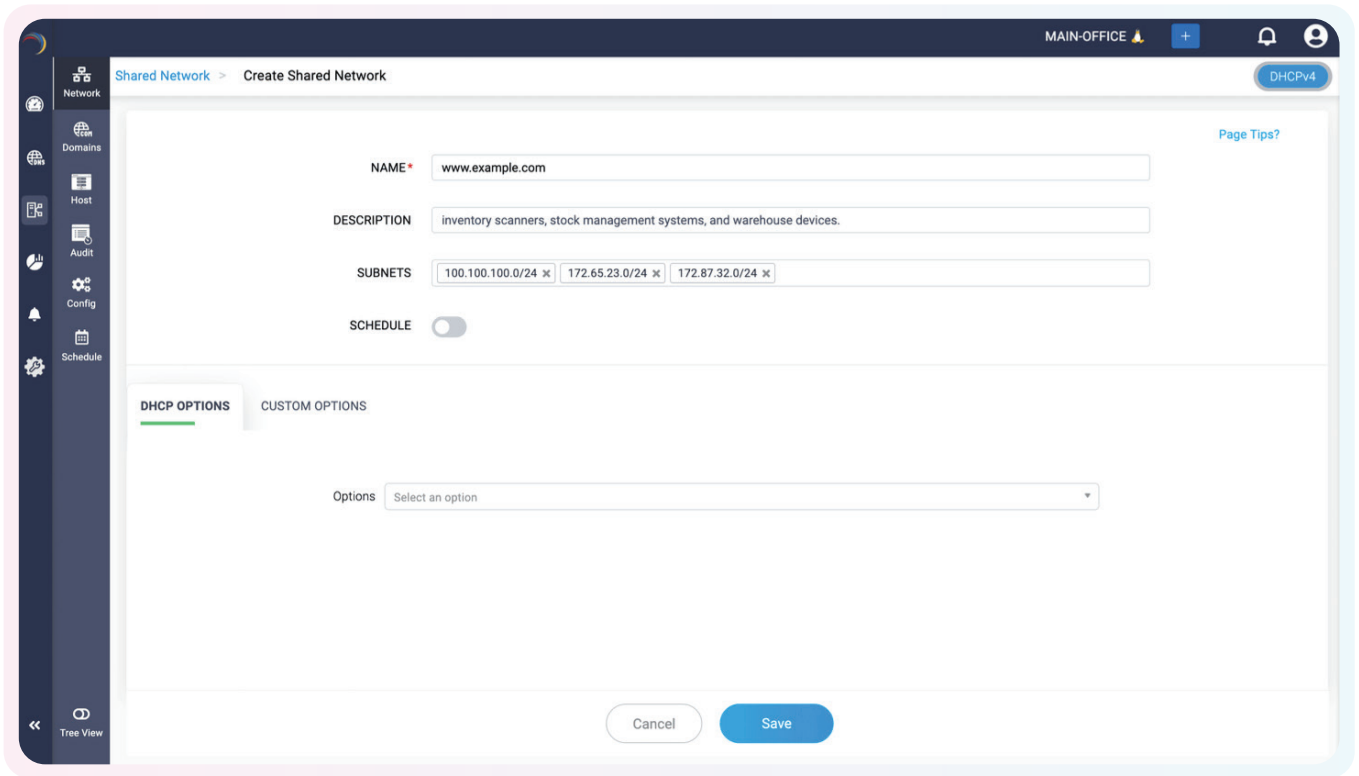 MAIN-OFFICE
+
Network
Shared Network > Create Shared Network
DHCPv4
Page Tips?
COM
Domains
DNS
NAME* www.example.com
Host
DESCRIPTION inventory scanners, stock management systems, and warehouse devices.
Audit
SUBNETS 100.100.100.0/24 × 172.65.23.0/24 × 172.87.32.0/24 ×
Config
SCHEDULE
Schedule
DHCP OPTIONS CUSTOM OPTIONS
Options Select an option
Tree View
Cancel Save